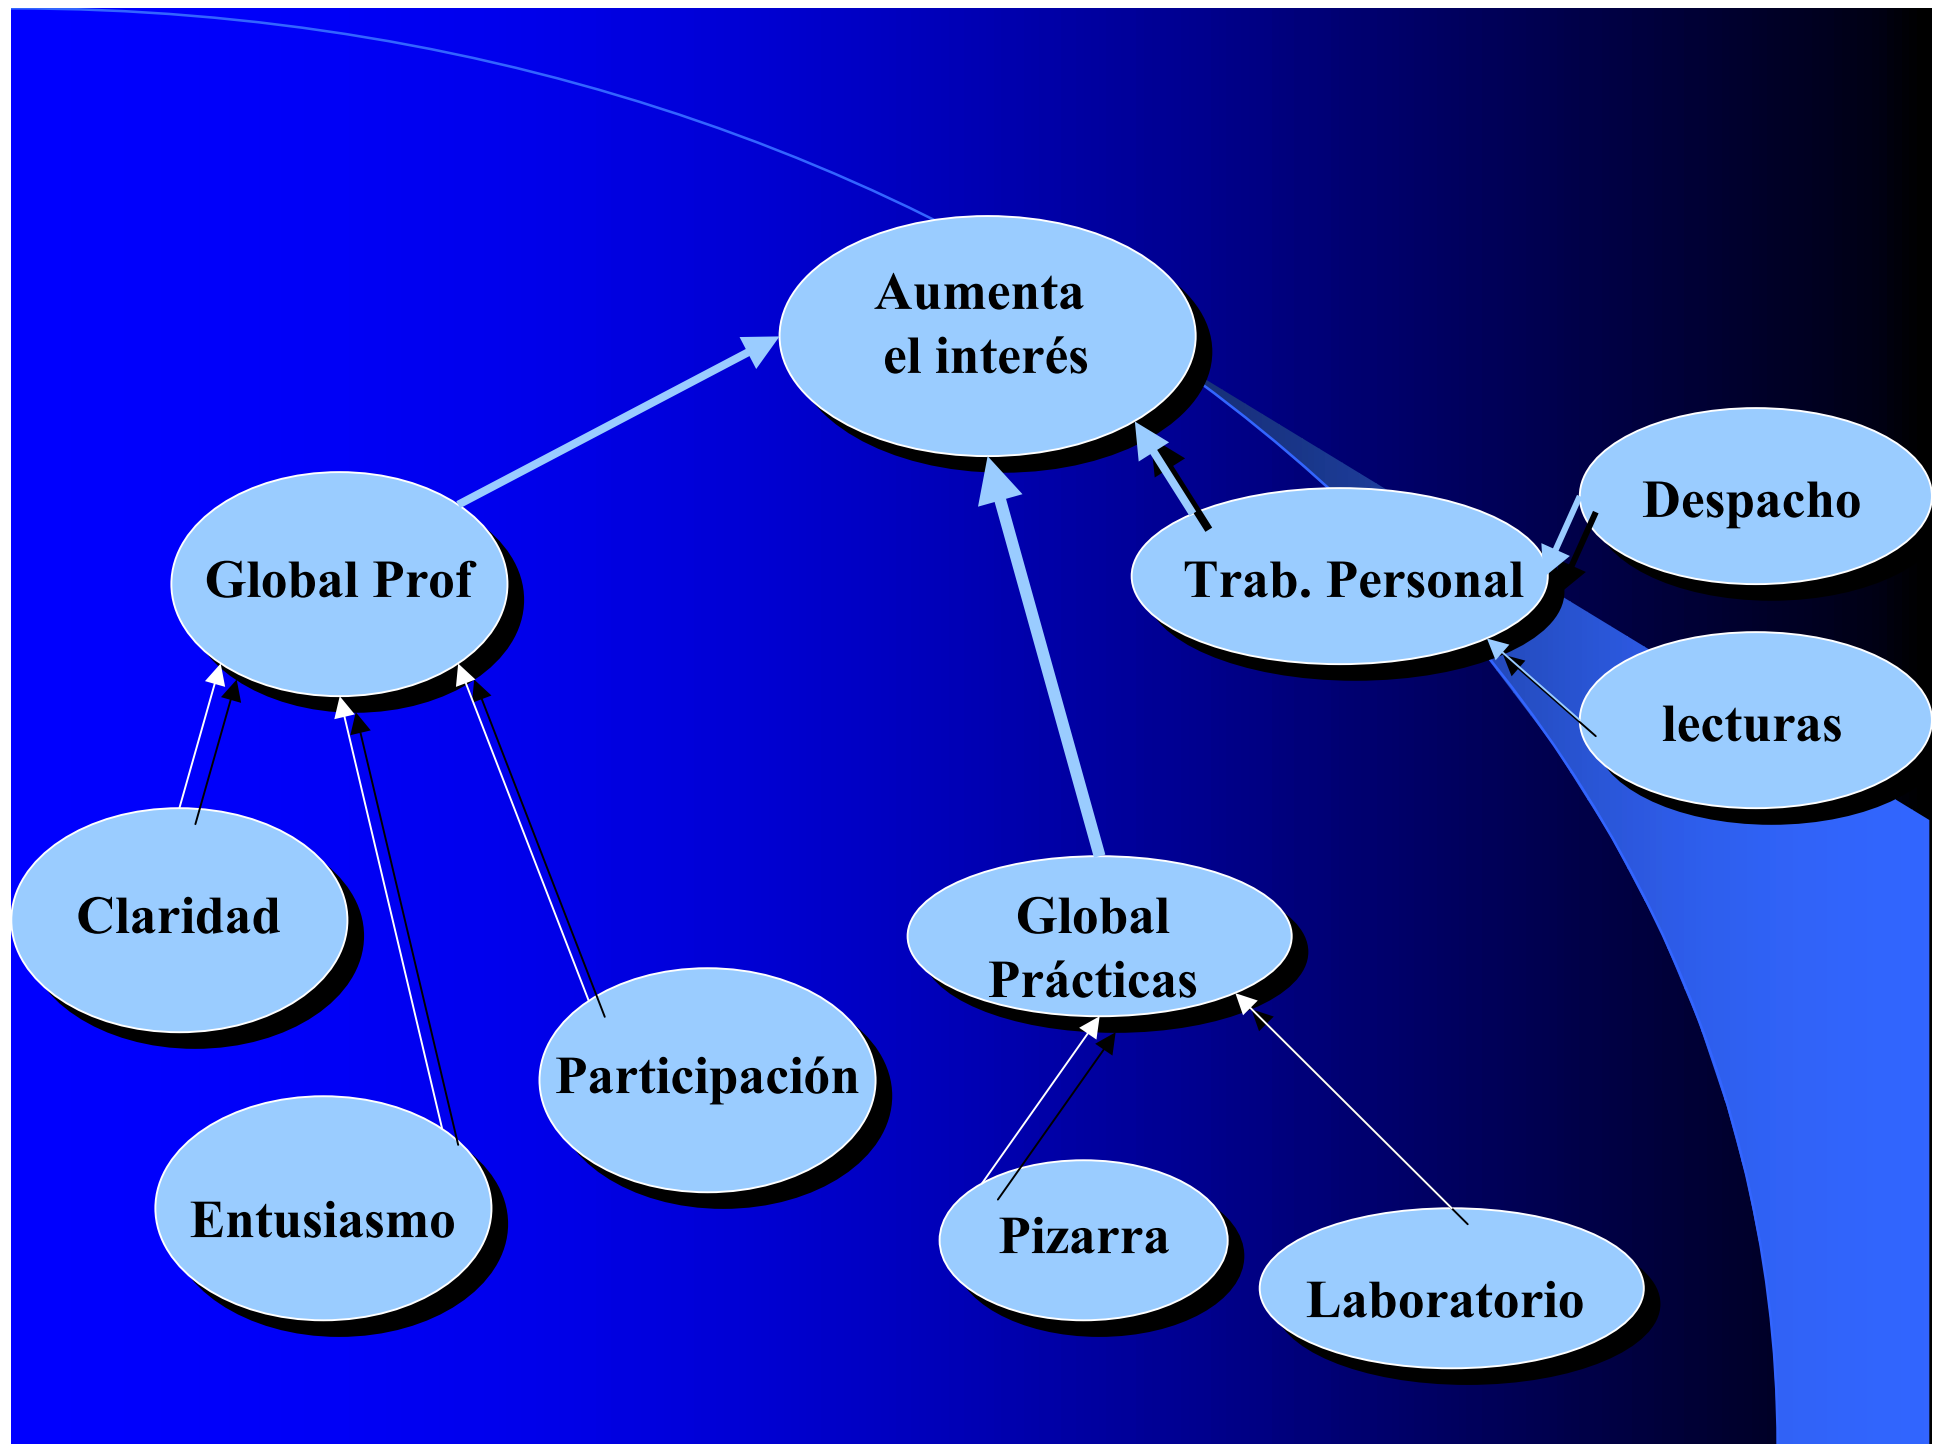 Aumenta
el interés
Despacho
Global Prof
Trab. Personal
lecturas
Claridad
Global
Prácticas
Participación
Entusiasmo
Pizarra
Laboratorio